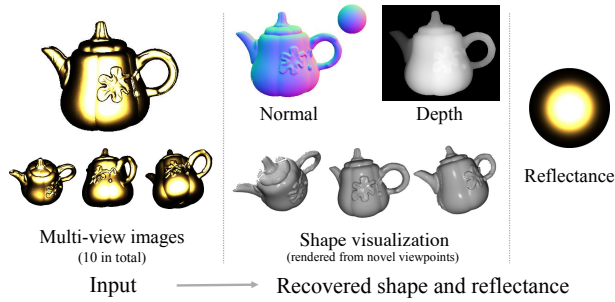 Normal
Depth
Reflectance
Multi-view images
(10 in total)
Shape visualization
(rendered from novel viewpoints)
Input
Recovered shape and reflectance